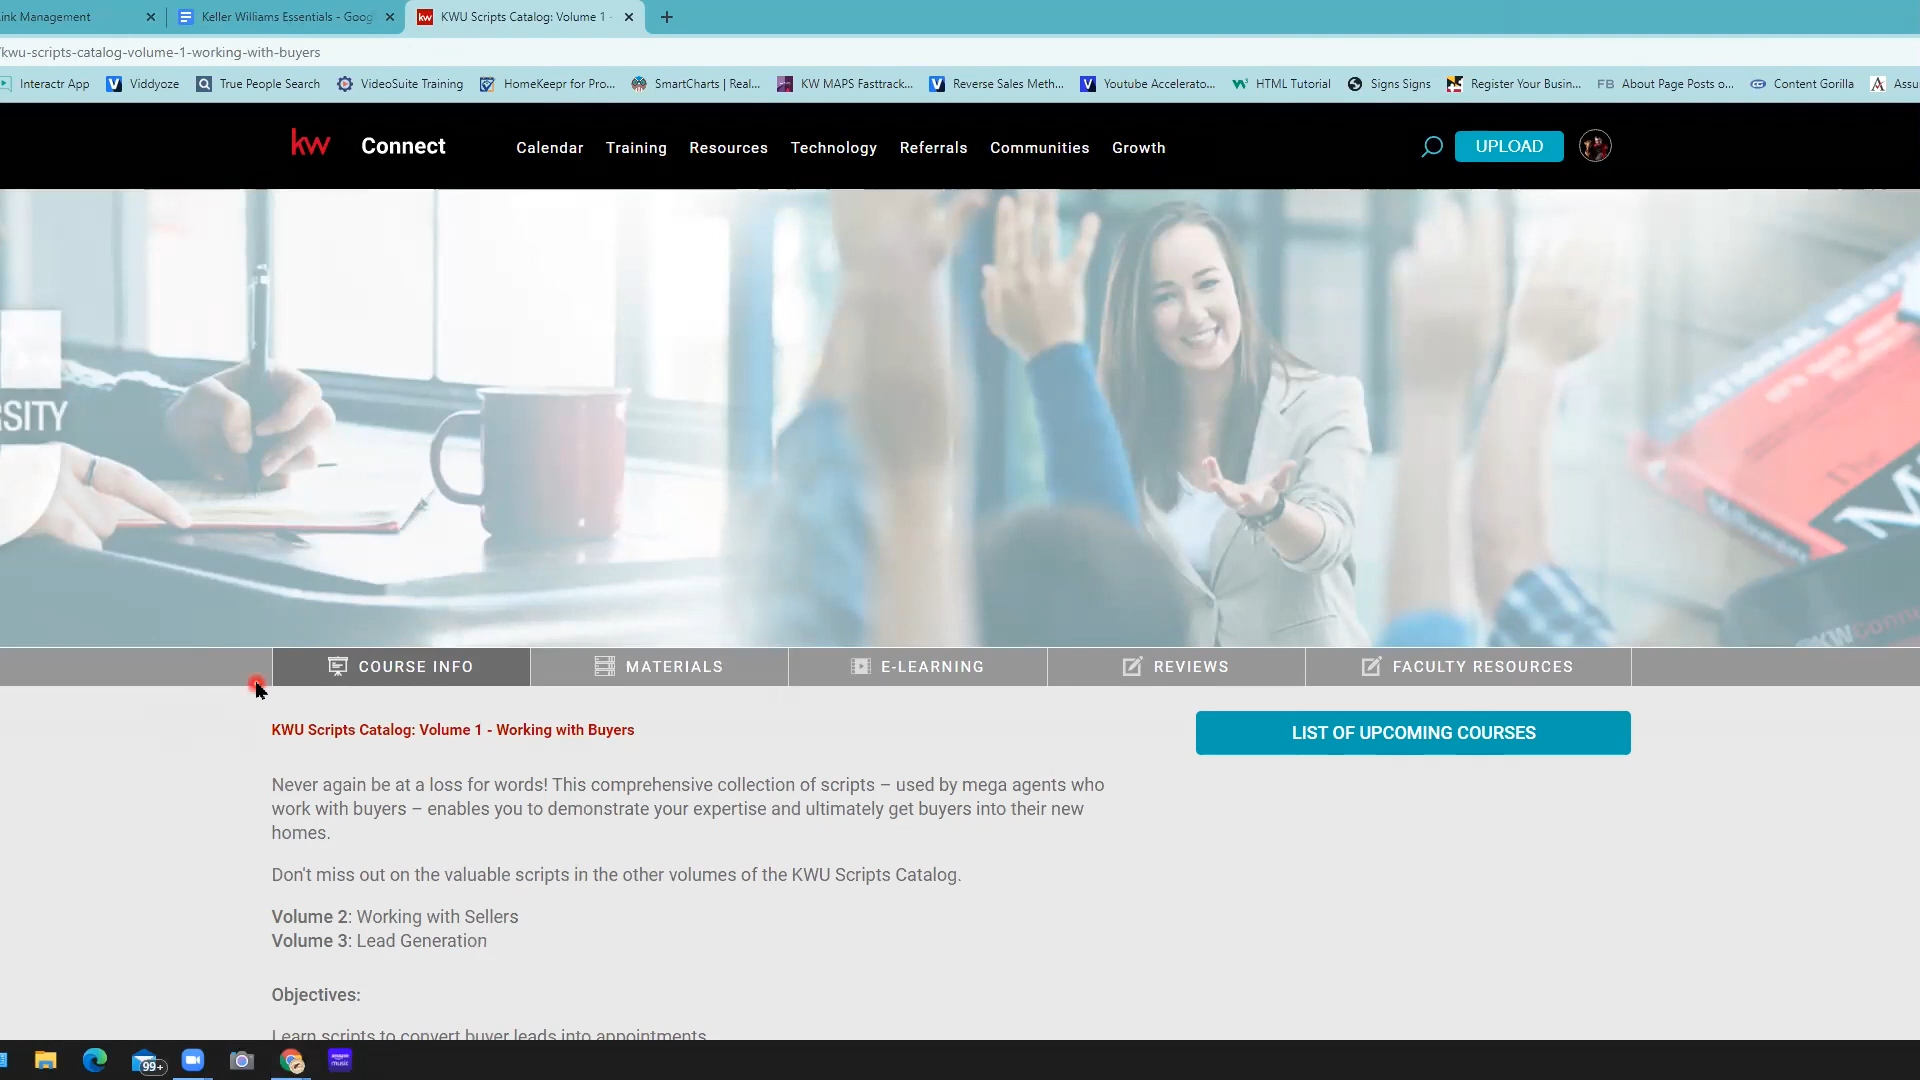 ink Management
Keller Williams Essentials - Goog
kw KWU Scripts Catalog: Volume 1 -
/kwu-scripts-catalog-volume-1-working-with-buyers
Interactr App
Viddyoze
True People Search
VideoSuite Training
HomeKeepr for Pro...
SmartCharts | Real...
KW MAPS Fasttrack...
Reverse Sales Meth...
Youtube Accelerato...
HTML Tutorial
Signs Signs
Register Your Busin...
FB About Page Posts o...
Content Gorilla
Assu
kw Connect
Calendar Training Resources Technology Referrals Communities Growth
UPLOAD
RSITY
COURSE INFO
MATERIALS
E-LEARNING
REVIEWS
FACULTY RESOURCES
KWU Scripts Catalog: Volume 1 - Working with Buyers
LIST OF UPCOMING COURSES
Never again be at a loss for words! This comprehensive collection of scripts – used by mega agents who
work with buyers – enables you to demonstrate your expertise and ultimately get buyers into their new
homes.
Don't miss out on the valuable scripts in the other volumes of the KWU Scripts Catalog.
Volume 2: Working with Sellers
Volume 3: Lead Generation
Objectives:
Learn scripts to convert buyer leads into appointments
99+
amazon music